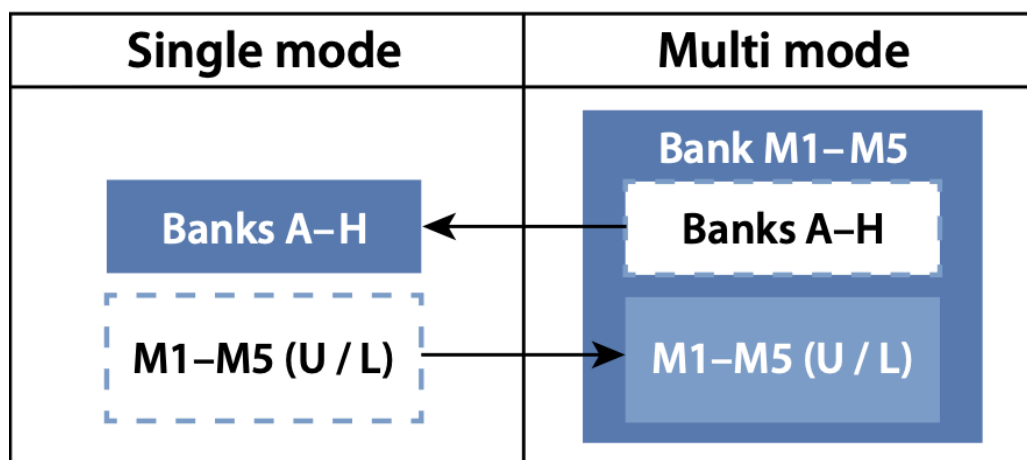 Single mode
Multi mode
Bank M1–M5
Banks A–H
Banks A–H
M1–M5 (U / L)
M1–M5 (U / L)